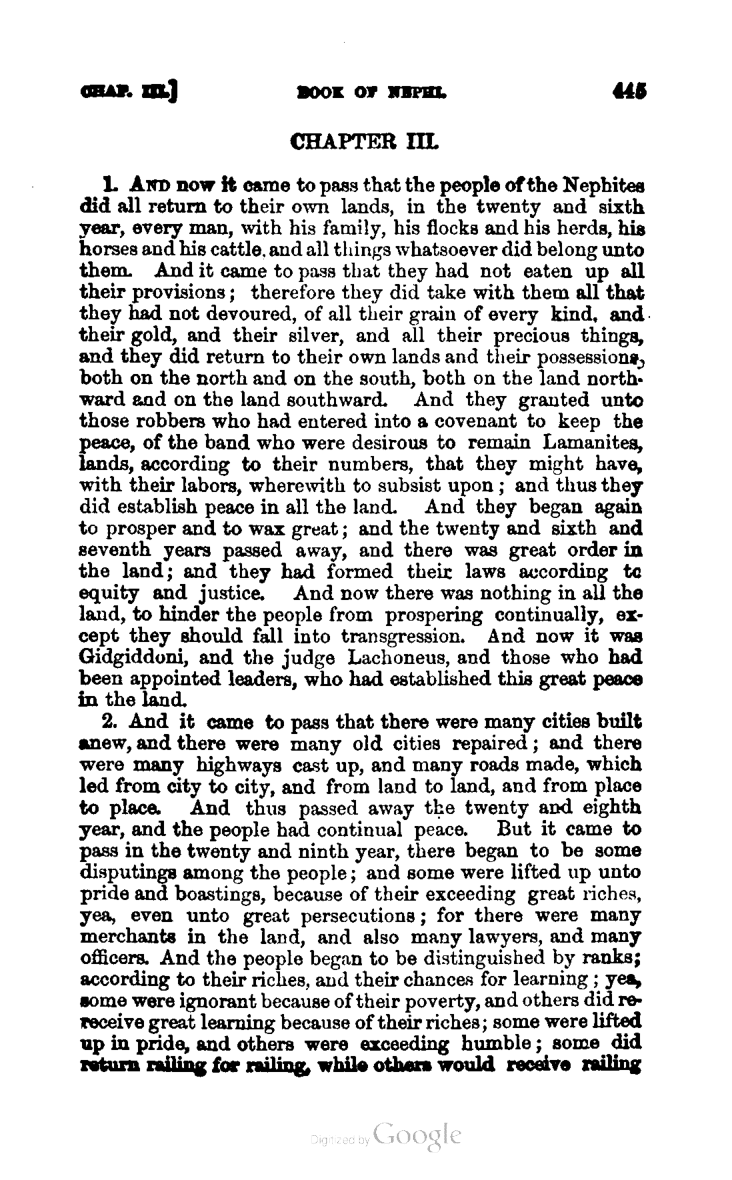 CHAP. III.] BOOK OF NEPHI. 445
CHAPTER III.
1. AND now it came to pass that the people of the Nephites
did all return to their own lands, in the twenty and sixth
year, every man, with his family, his flocks and his herds, his
horses and his cattle, and all things whatsoever did belong unto
them. And it came to pass that they had not eaten up all
their provisions; therefore they did take with them all that
they had not devoured, of all their grain of every kind, and
their gold, and their silver, and all their precious things,
and they did return to their own lands and their possessions,
both on the north and on the south, both on the land north-
ward and on the land southward. And they granted unto
those robbers who had entered into a covenant to keep the
peace, of the band who were desirous to remain Lamanites,
lands, according to their numbers, that they might have,
with their labors, wherewith to subsist upon; and thus they
did establish peace in all the land. And they began again
to prosper and to wax great; and the twenty and sixth and
seventh years passed away, and there was great order in
the land; and they had formed their laws according to
equity and justice. And now there was nothing in all the
land, to hinder the people from prospering continually, ex-
cept they should fall into transgression. And now it was
Gidgiddoni, and the judge Lachoneus, and those who had
been appointed leaders, who had established this great peace
in the land.
2. And it came to pass that there were many cities built
anew, and there were many old cities repaired; and there
were many highways cast up, and many roads made, which
led from city to city, and from land to land, and from place
to place. And thus passed away the twenty and eighth
year, and the people had continual peace. But it came to
pass in the twenty and ninth year, there began to be some
disputings among the people; and some were lifted up unto
pride and boastings, because of their exceeding great riches,
yea, even unto great persecutions; for there were many
merchants in the land, and also many lawyers, and many
officers. And the people began to be distinguished by ranks;
according to their riches, and their chances for learning; yea,
some were ignorant because of their poverty, and others did re-
receive great learning because of their riches; some were lifted
up in pride, and others were exceeding humble; some did
return railing for railing, while others would receive railing
Digitized by Google